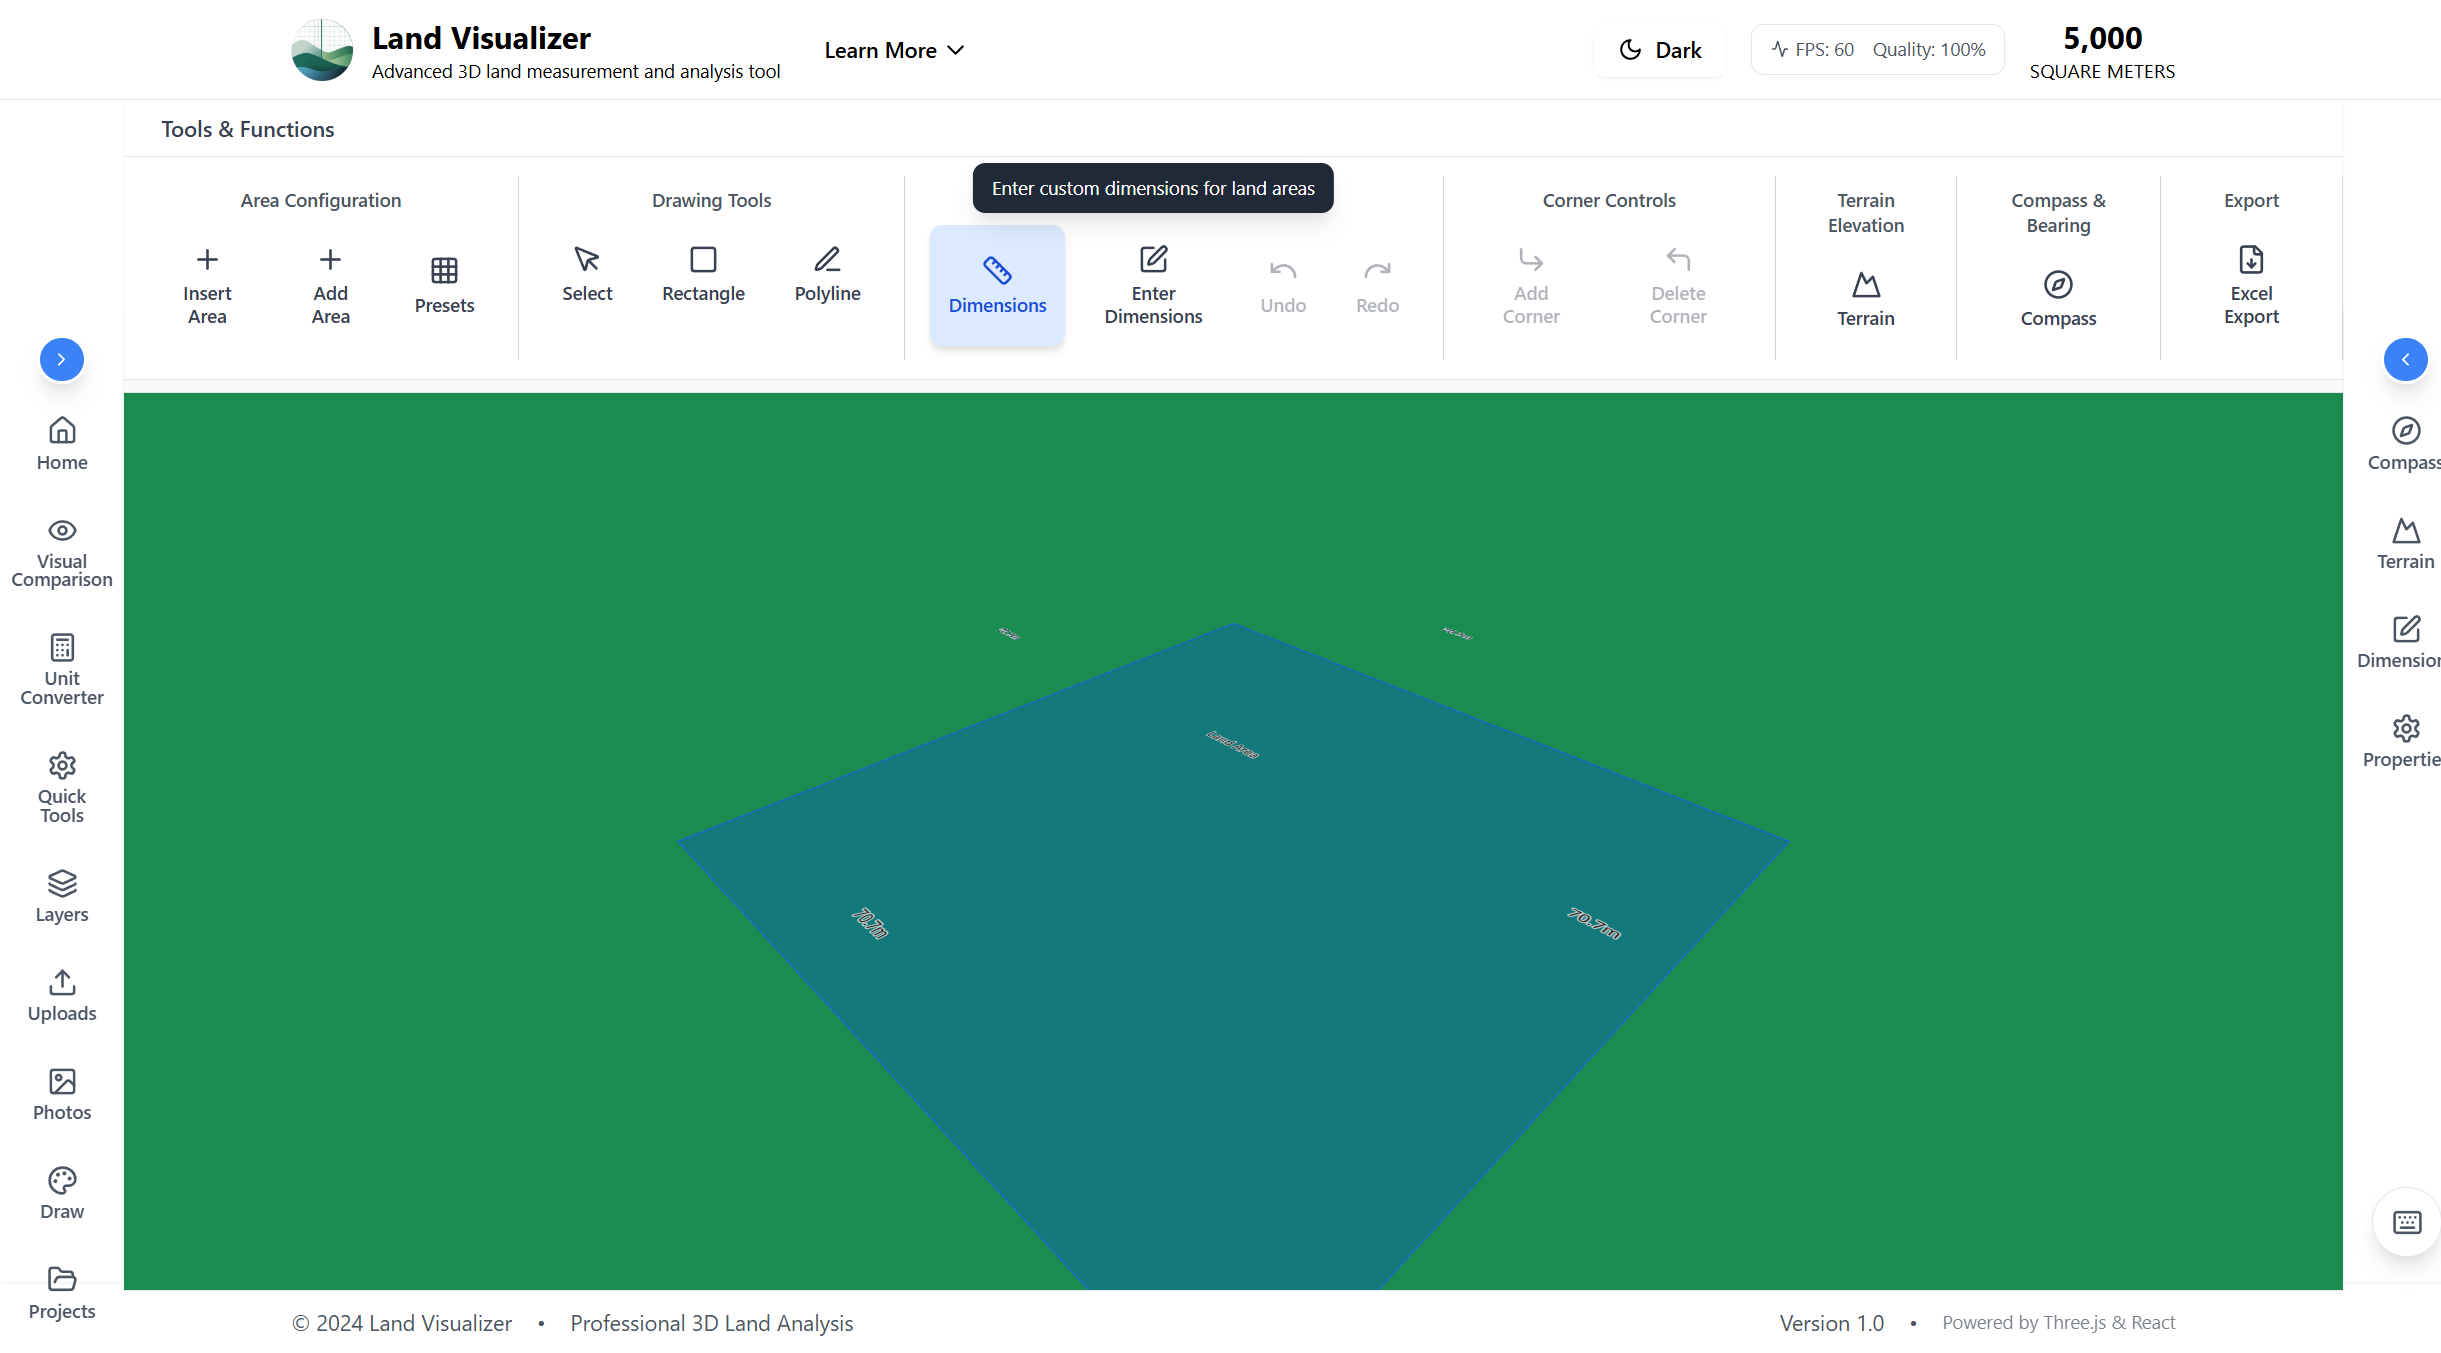 Land Visualizer
Advanced 3D land measurement and analysis tool
Learn More
Dark
FPS: 60 Quality: 100%
5,000
SQUARE METERS
Tools & Functions
Area Configuration
Insert
Area
Add
Area
Presets
Drawing Tools
Select
Rectangle
Polyline
Enter custom dimensions for land areas
Dimensions
Enter
Dimensions
Undo
Redo
Corner Controls
Add
Corner
Delete
Corner
Terrain
Elevation
Terrain
Compass &
Bearing
Compass
Export
Excel
Export
Home
Visual
Comparison
Unit
Converter
Quick
Tools
Layers
Uploads
Photos
Draw
Projects
Land Area
70.7m
70.7m
Compass
Terrain
Dimension
Propertie
© 2024 Land Visualizer • Professional 3D Land Analysis
Version 1.0 • Powered by Three.js & React